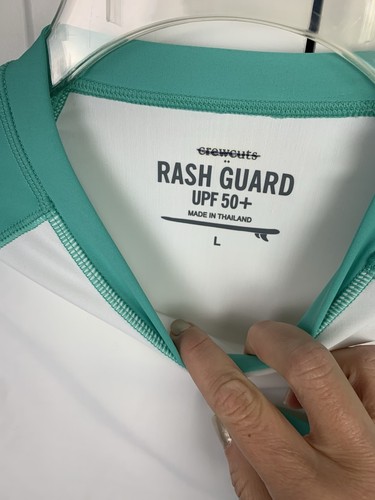 crewcuts
RASH GUARD
UPF 50+
MADE IN THAILAND
L